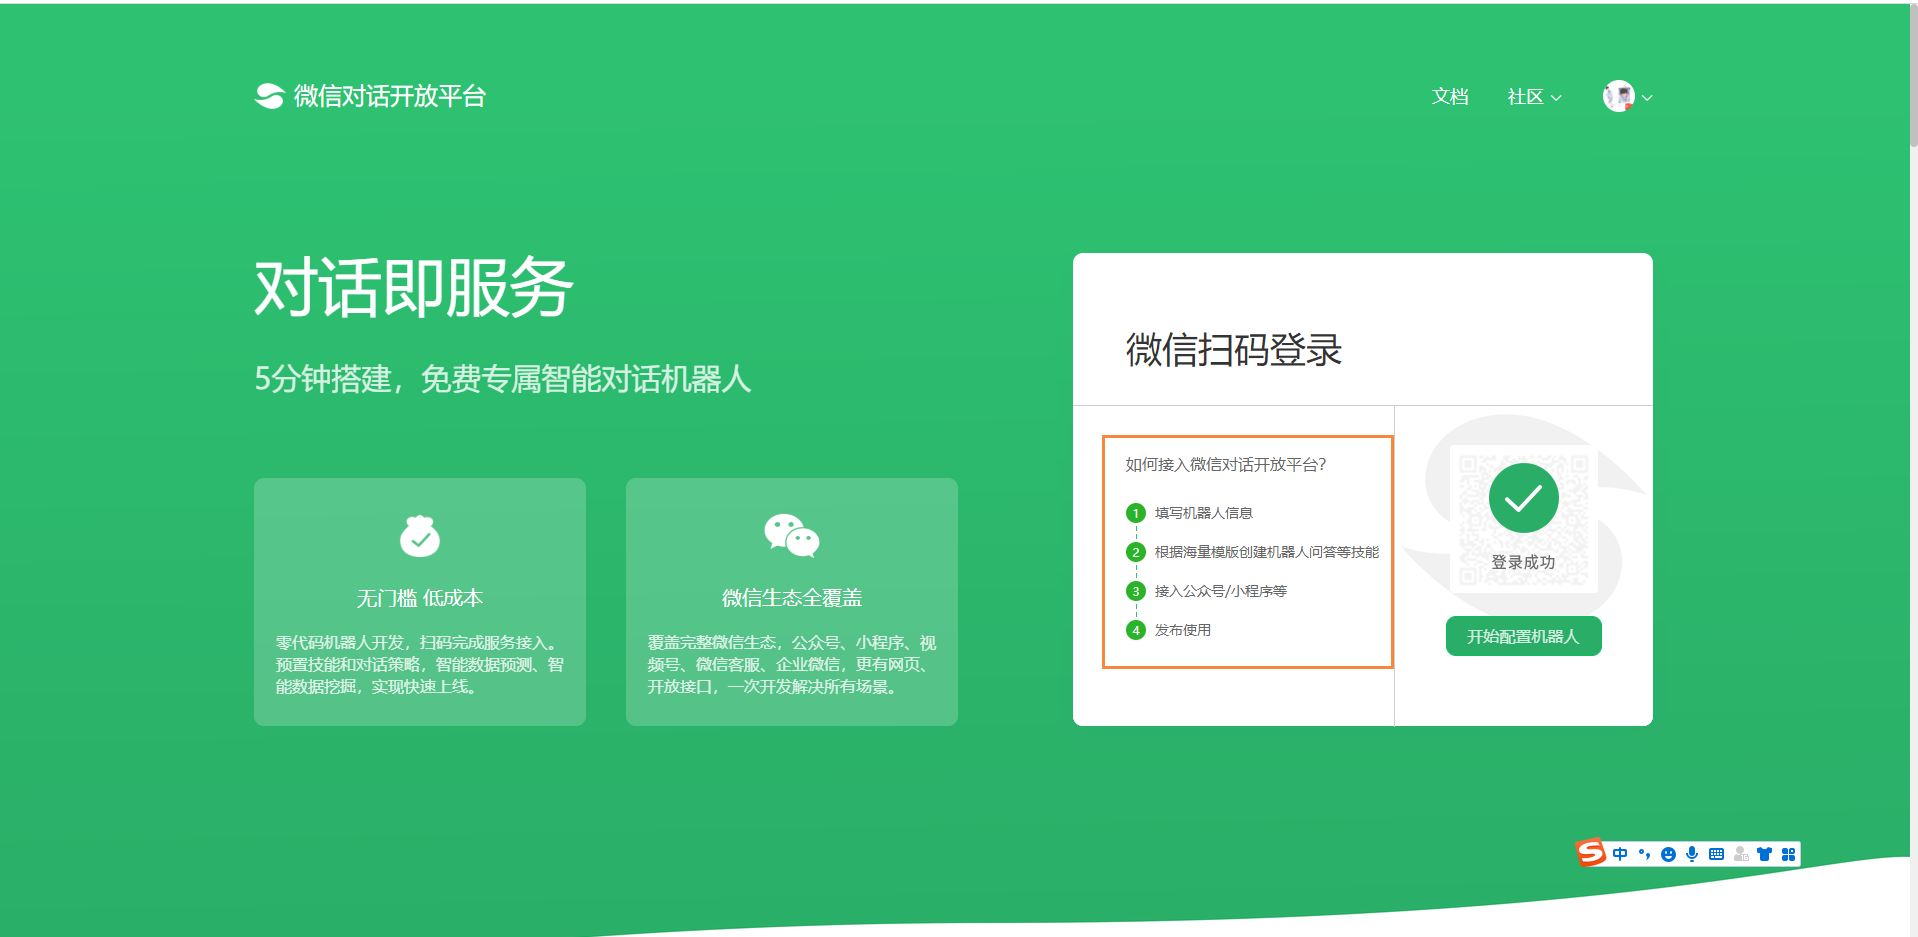 微信对话开放平台
文档
社区
对话即服务
5分钟搭建，免费专属智能对话机器人
无门槛 低成本
零代码机器人开发，扫码完成服务接入。
预置技能和对话策略，智能数据预测、智
能数据挖掘，实现快速上线。
微信生态全覆盖
覆盖完整微信生态，公众号、小程序、视
频号、微信客服、企业微信，更有网页、
开放接口，一次开发解决所有场景。
微信扫码登录
如何接入微信对话开放平台?
1 填写机器人信息
2 根据海量模版创建机器人问答等技能
3 接入公众号/小程序等
4 发布使用
登录成功
开始配置机器人
S 中